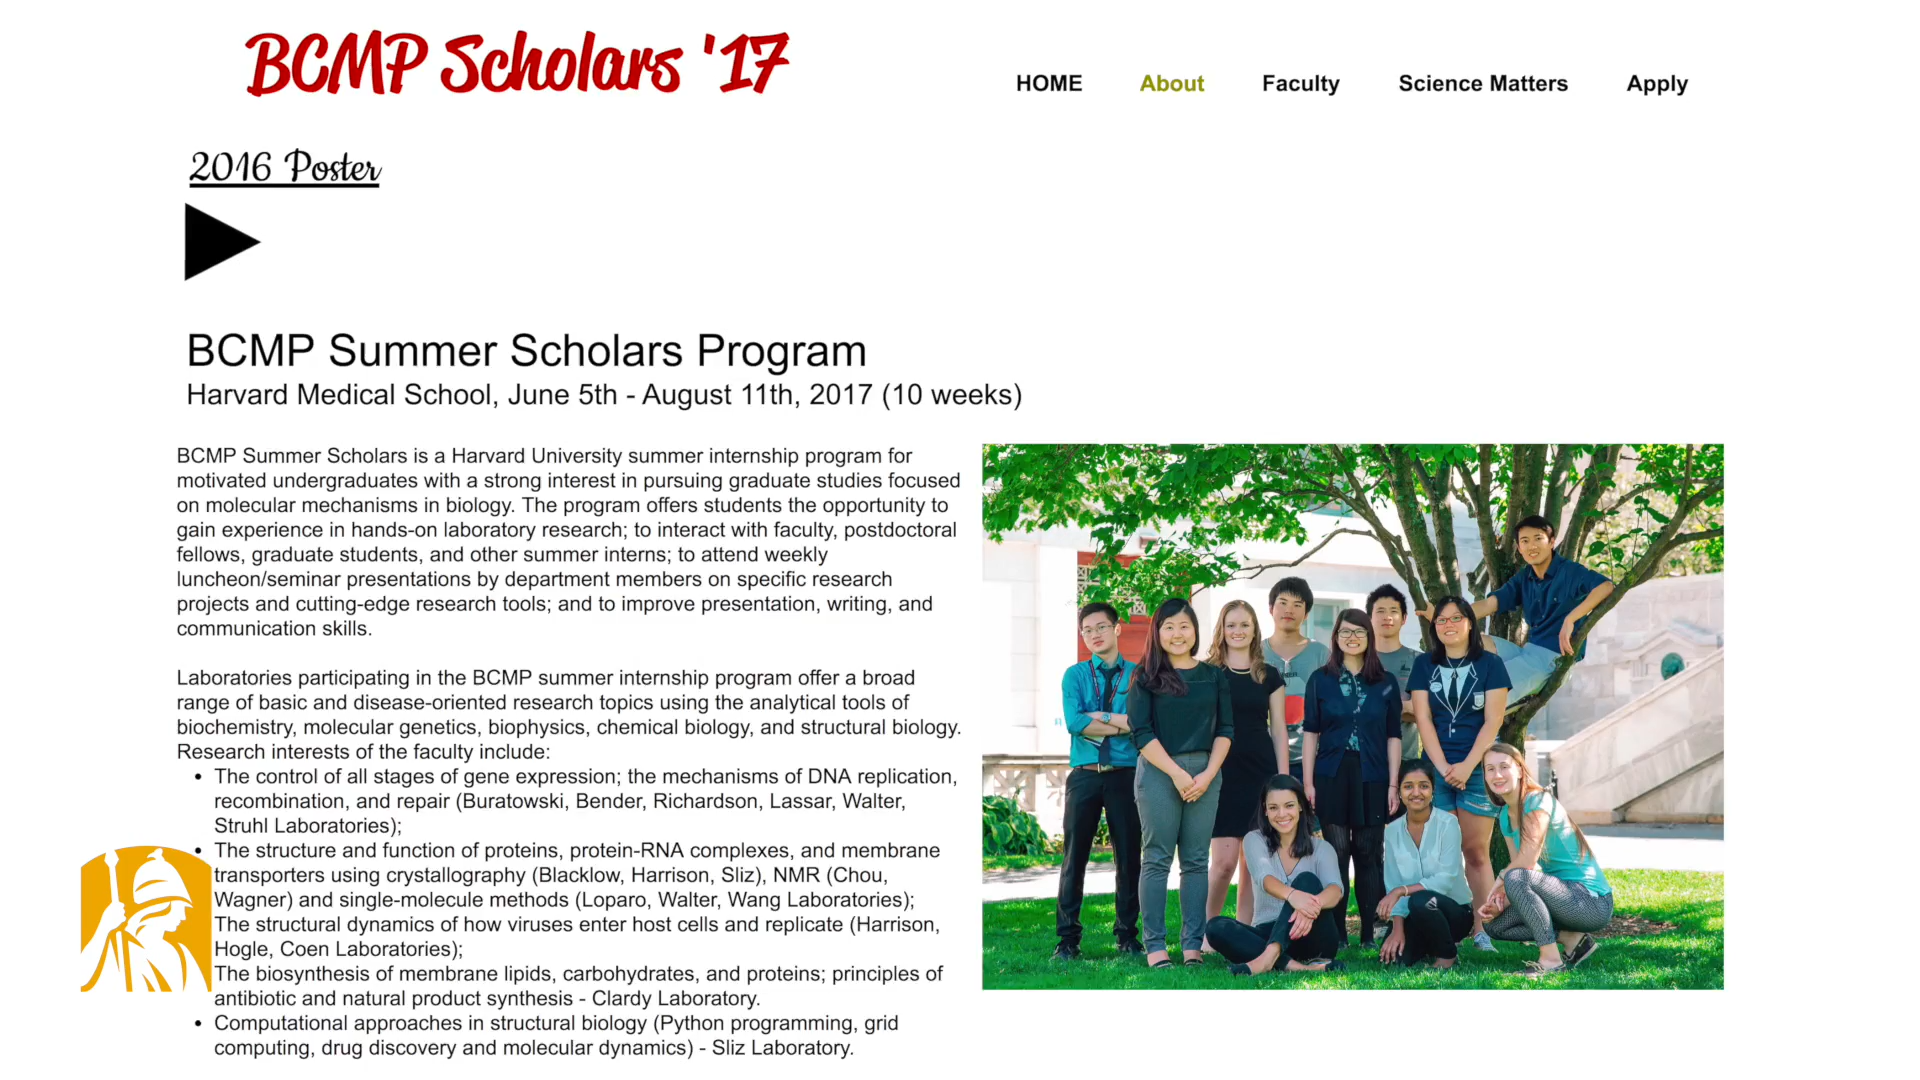 BCMP Scholars '17
HOME About Faculty Science Matters Apply
2016 Poster
BCMP Summer Scholars Program
Harvard Medical School, June 5th - August 11th, 2017 (10 weeks)
BCMP Summer Scholars is a Harvard University summer internship program for
motivated undergraduates with a strong interest in pursuing graduate studies focused
on molecular mechanisms in biology. The program offers students the opportunity to
gain experience in hands-on laboratory research; to interact with faculty, postdoctoral
fellows, graduate students, and other summer interns; to attend weekly
luncheon/seminar presentations by department members on specific research
projects and cutting-edge research tools; and to improve presentation, writing, and
communication skills.
Laboratories participating in the BCMP summer internship program offer a broad
range of basic and disease-oriented research topics using the analytical tools of
biochemistry, molecular genetics, biophysics, chemical biology, and structural biology.
Research interests of the faculty include:
• The control of all stages of gene expression; the mechanisms of DNA replication,
recombination, and repair (Buratowski, Bender, Richardson, Lassar, Walter,
Struhl Laboratories);
• The structure and function of proteins, protein-RNA complexes, and membrane
transporters using crystallography (Blacklow, Harrison, Sliz), NMR (Chou,
Wagner) and single-molecule methods (Loparo, Walter, Wang Laboratories);
The structural dynamics of how viruses enter host cells and replicate (Harrison,
Hogle, Coen Laboratories);
The biosynthesis of membrane lipids, carbohydrates, and proteins; principles of
antibiotic and natural product synthesis - Clardy Laboratory.
• Computational approaches in structural biology (Python programming, grid
computing, drug discovery and molecular dynamics) - Sliz Laboratory.